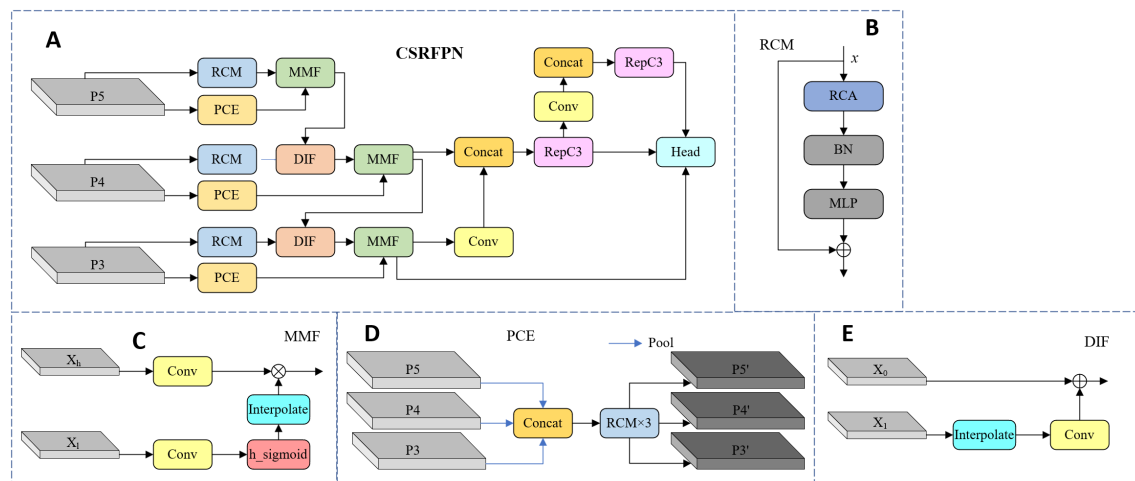 A
CSRFPN
P5
RCM
MMF
PCE
Concat
RepC3
Conv
P4
RCM
DIF
MMF
Concat
RepC3
Head
PCE
P3
RCM
DIF
MMF
Conv
PCE
B
RCM
x
RCA
BN
MLP
C
MMF
Xh
Conv
Interpolate
Xl
Conv
h_sigmoid
D
PCE
Pool
P5
P4
P3
Concat
RCM×3
P5'
P4'
P3'
E
DIF
X0
X1
Interpolate
Conv